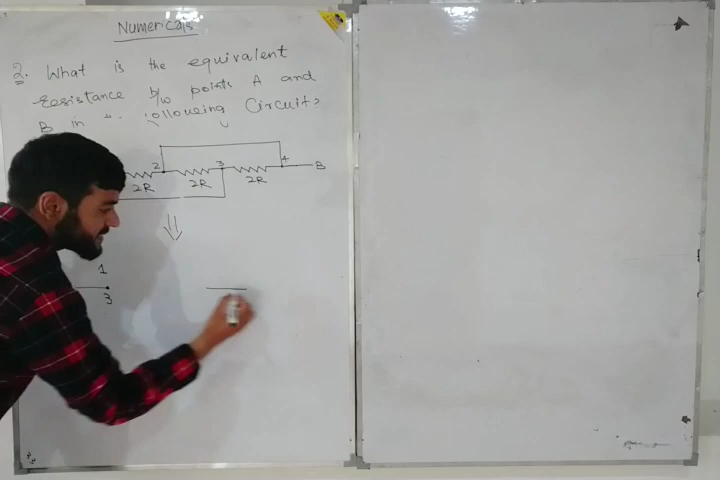 Numericals
2. What is the equivalent
resistance b/w points A and
B in following Circuit?
2 3 4 B
2R 2R 2R
1
3